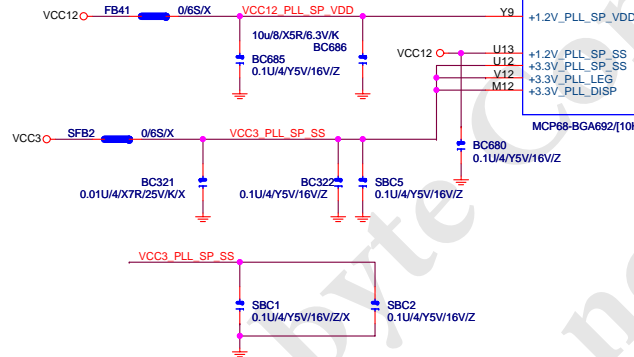 VCC12 FB41 0/6S/X VCC12_PLL_SP_VDD Y9 +1.2V_PLL_SP_VDD
10u/8/X5R/6.3V/K
BC686
BC685
0.1U/4/Y5V/16V/Z
VCC12 U13 +1.2V_PLL_SP_SS
U12 +3.3V_PLL_SP_SS
V12 +3.3V_PLL_LEG
M12 +3.3V_PLL_DISP
MCP68-BGA692/[10H
VCC3 SFB2 0/6S/X VCC3_PLL_SP_SS
BC680
0.1U/4/Y5V/16V/Z
BC321
0.01U/4/X7R/25V/K/X
BC322
0.1U/4/Y5V/16V/Z
SBC5
0.1U/4/Y5V/16V/Z
VCC3_PLL_SP_SS
SBC1
0.1U/4/Y5V/16V/Z/X
SBC2
0.1U/4/Y5V/16V/Z